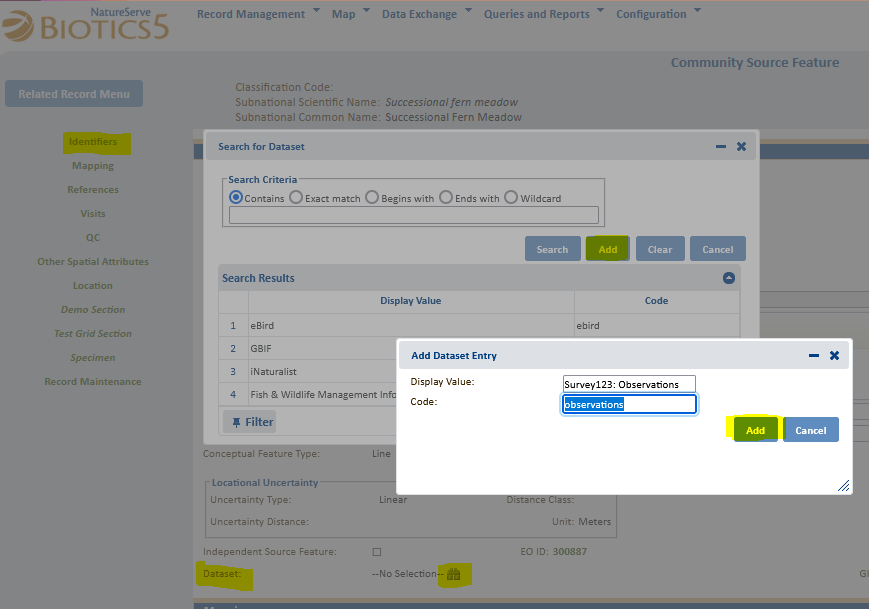 NatureServe
BIOTICS 5
Record Management Map Data Exchange Queries and Reports Configuration
Community Source Feature
Related Record Menu
Classification Code:
Subnational Scientific Name: Successional fern meadow
Subnational Common Name: Successional Fern Meadow
Identifiers
Mapping
References
Visits
QC
Other Spatial Attributes
Location
Demo Section
Test Grid Section
Specimen
Record Maintenance
Search for Dataset
Search Criteria
Contains Exact match Begins with Ends with Wildcard
Search Add Clear Cancel
Search Results
Display Value Code
1 eBird ebird
2 GBIF
3 iNaturalist
4 Fish & Wildlife Management Info
Filter
Add Dataset Entry
Display Value: Survey123: Observations
Code: observations
Add Cancel
Conceptual Feature Type: Line
Locational Uncertainty
Uncertainty Type: Linear Distance Class:
Uncertainty Distance: Unit: Meters
Independent Source Feature: EO ID: 300887
Dataset: --No Selection--